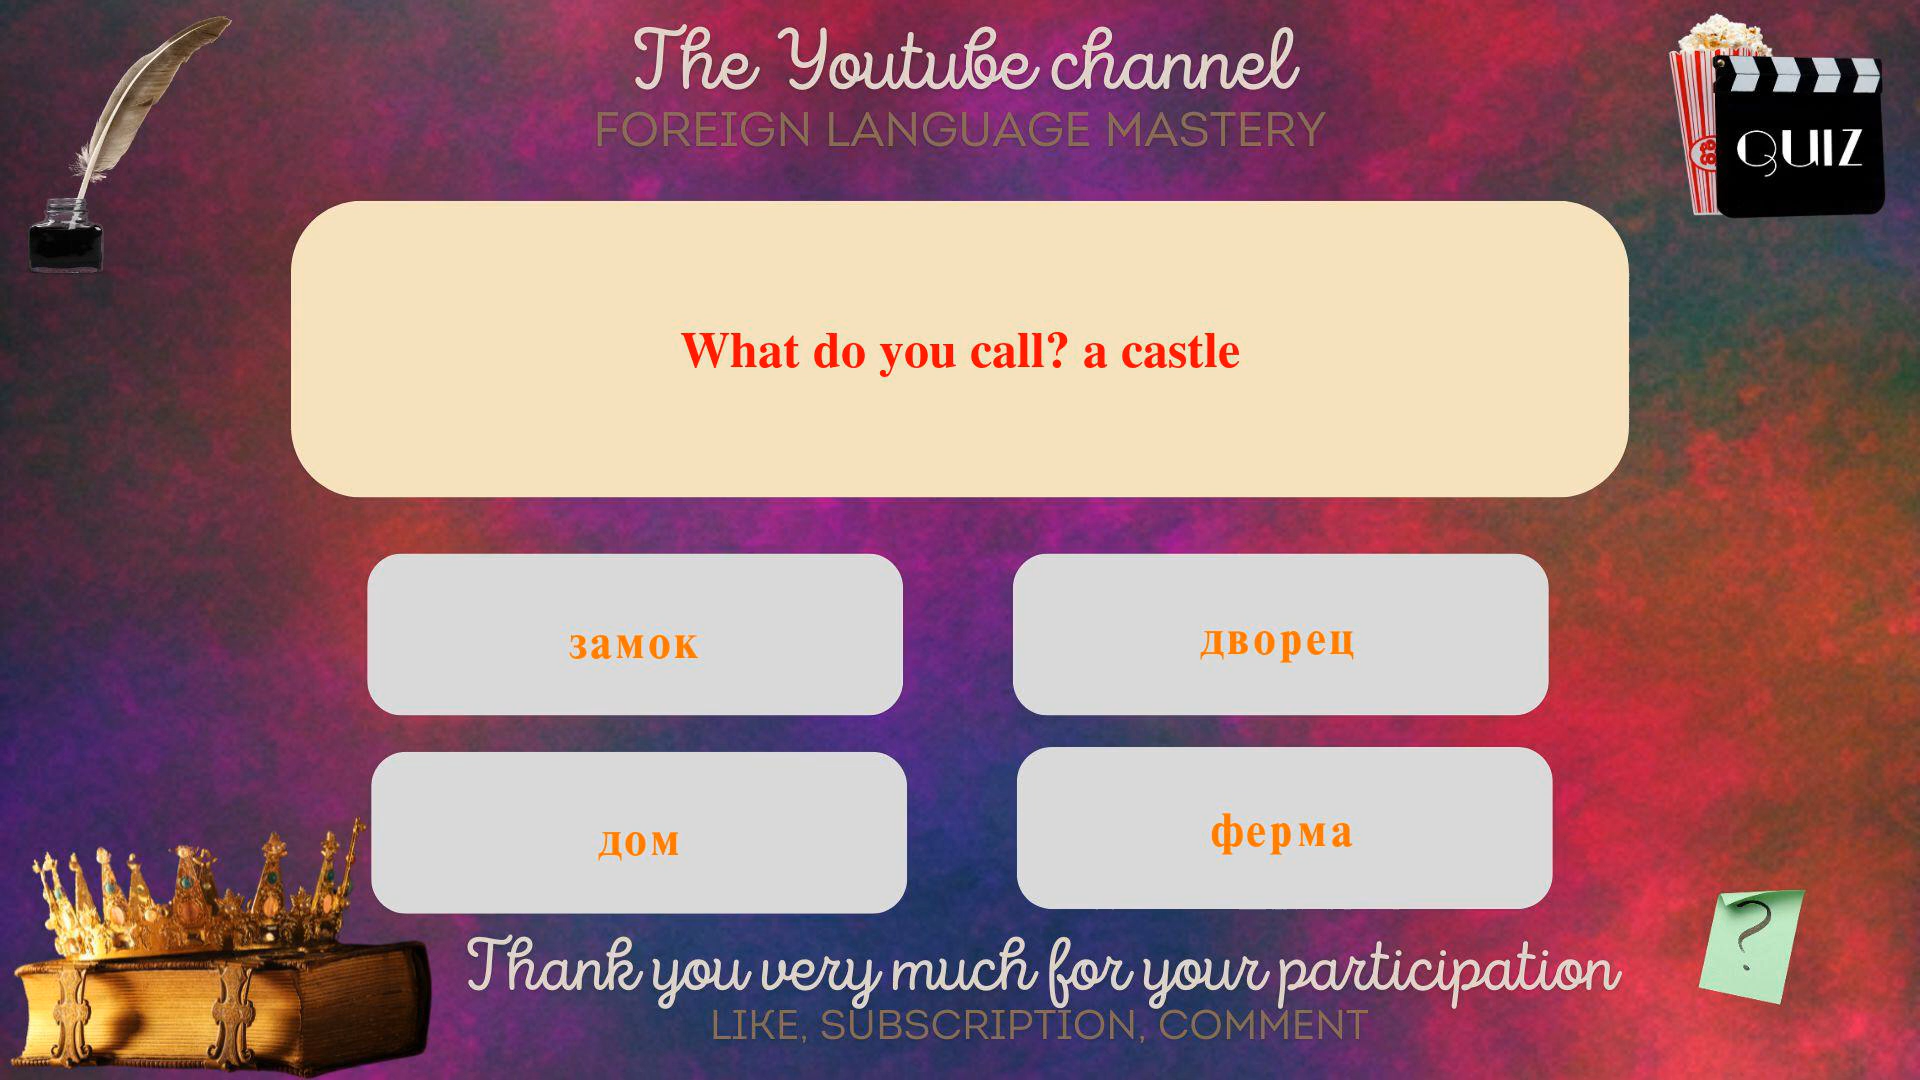 The Youtube channel
FOREIGN LANGUAGE MASTERY
QUIZ
What do you call? a castle
замок
дворец
дом
ферма
?
Thank you very much for your participation
LIKE, SUBSCRIPTION, COMMENT